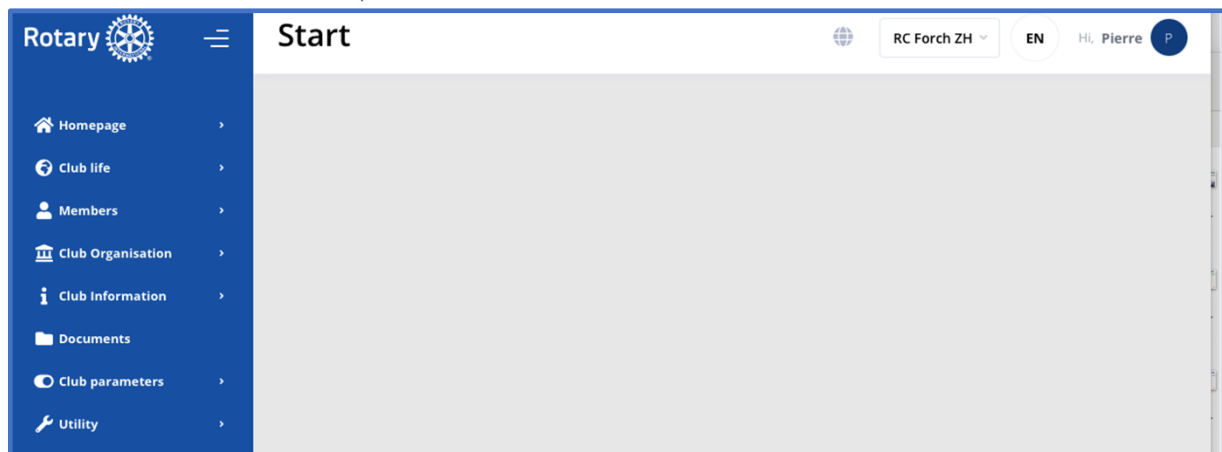 Rotary
Start
RC Forch ZH
EN
Hi, Pierre
P
Homepage
Club life
Members
Club Organisation
Club Information
Documents
Club parameters
Utility